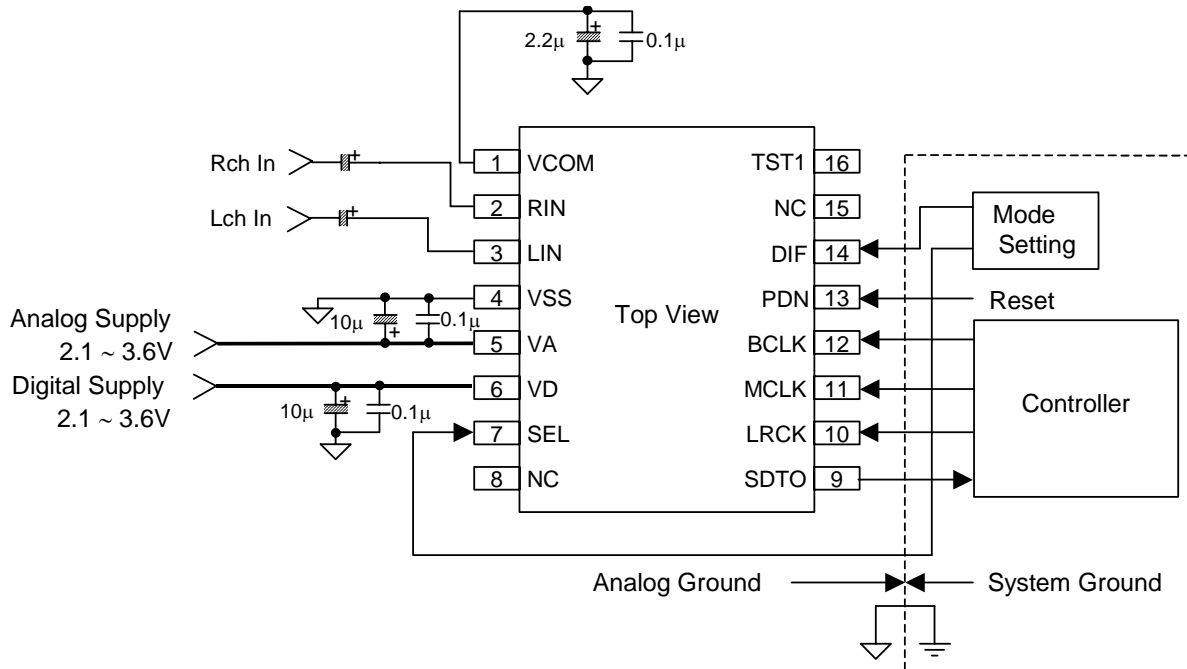 2.2μ
+
0.1μ
Rch In
+
Lch In
+
1 VCOM
2 RIN
3 LIN
4 VSS
5 VA
6 VD
7 SEL
8 NC
Top View
TST1 16
NC 15
DIF 14
PDN 13
BCLK 12
MCLK 11
LRCK 10
SDTO 9
10μ
+
0.1μ
Analog Supply
2.1 ~ 3.6V
Digital Supply
2.1 ~ 3.6V
10μ
+
0.1μ
Mode
Setting
Reset
Controller
Analog Ground
System Ground